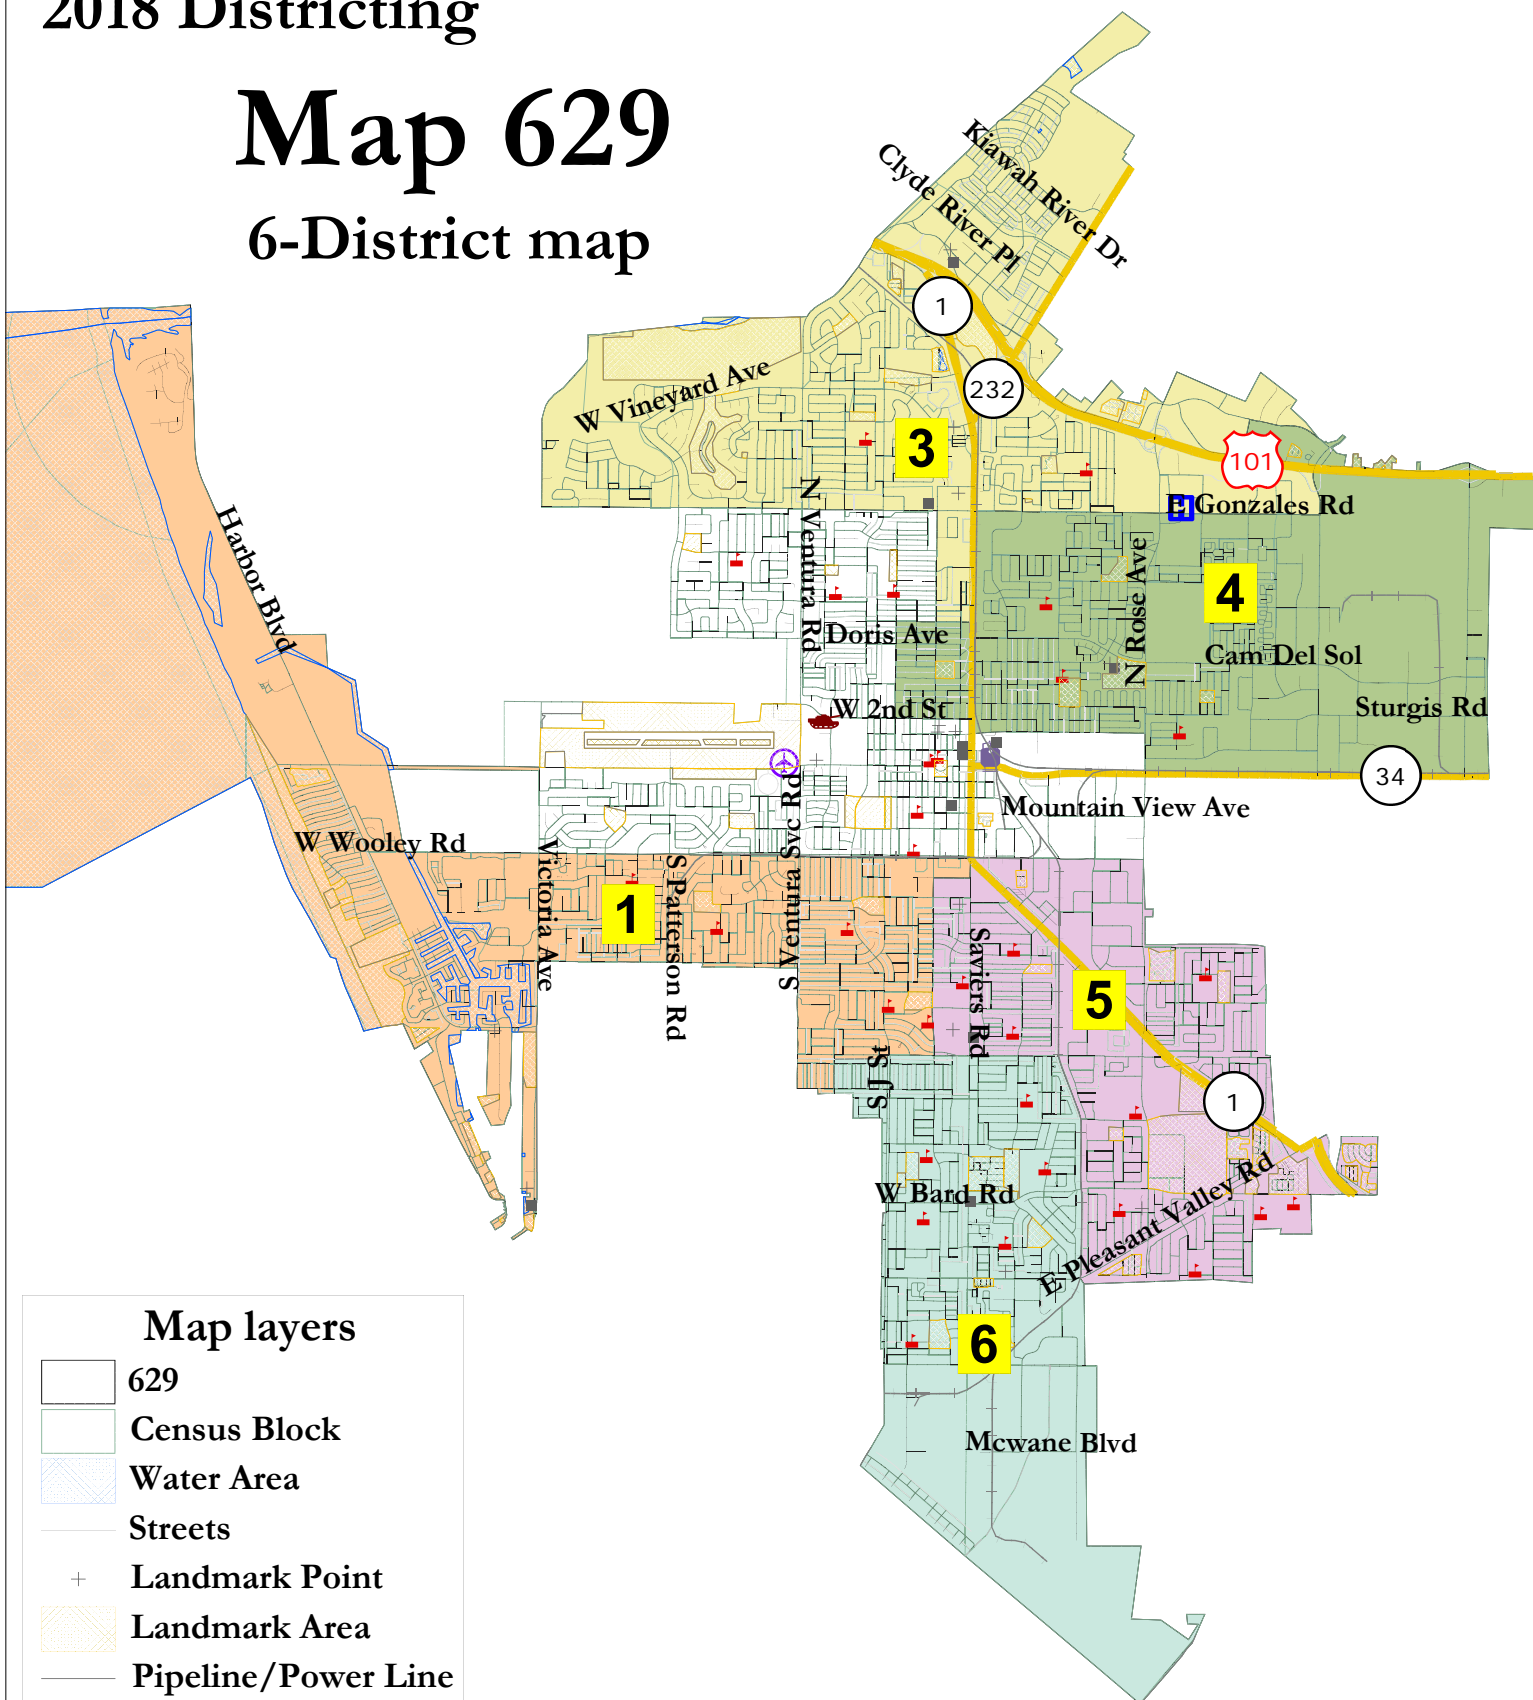 2018 Districting
Map 629
6-District map
Kiawah River Dr
Clyde River Pl
1
232
W Vineyard Ave
3
101
N Ventura Rd
E Gonzales Rd
H
Harbor Blvd
N Rose Ave
4
Doris Ave
Cam Del Sol
W 2nd St
Sturgis Rd
34
Mountain View Ave
W Wooley Rd
Victoria Ave
1
S Patterson Rd
S Ventura Svc Rd
Saviers Rd
5
S J St
1
W Bard Rd
E Pleasant Valley Rd
6
Mcwane Blvd
Map layers
629
Census Block
Water Area
Streets
Landmark Point
Landmark Area
Pipeline/Power Line